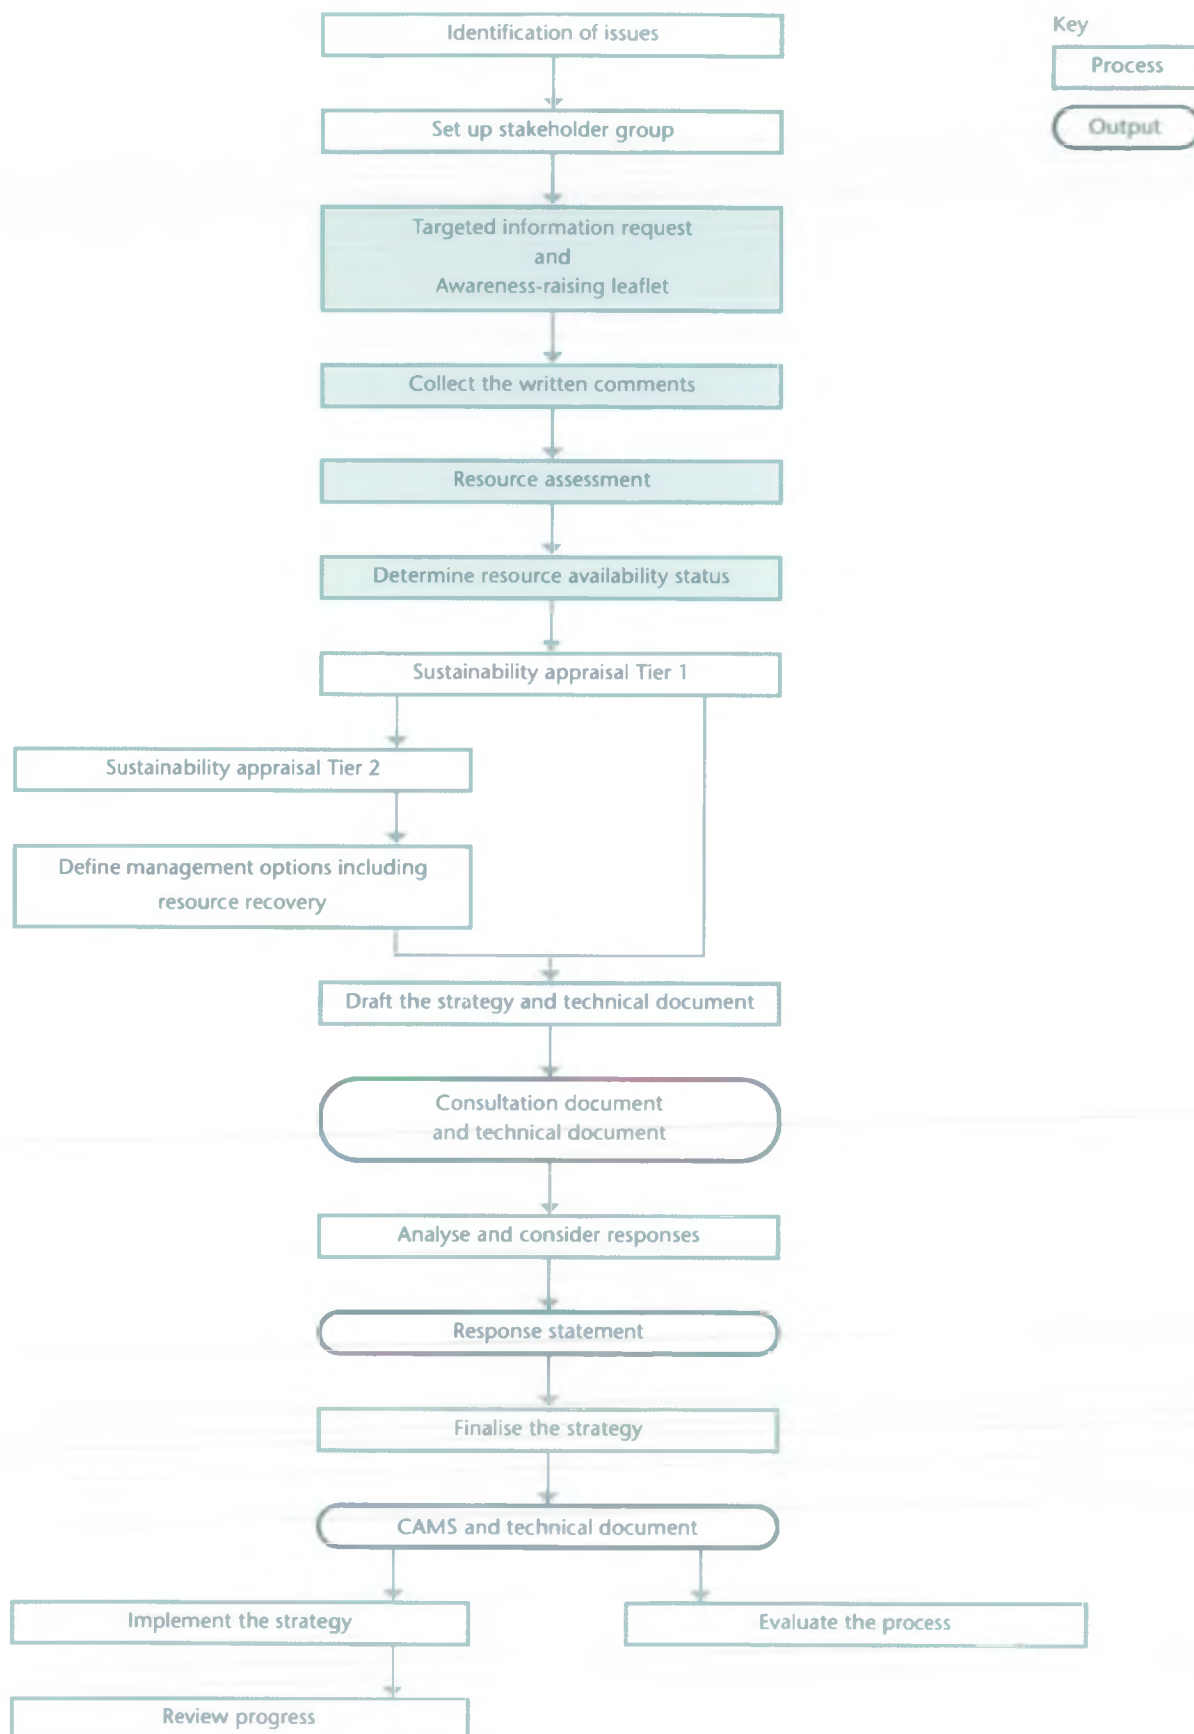 Identification of issues
Key
Process
Set up stakeholder group
Output
Targeted information request
and
Awareness-raising leaflet
Collect the written comments
Resource assessment
Determine resource availability status
Sustainability appraisal Tier 1
Sustainability appraisal Tier 2
Define management options including
resource recovery
Draft the strategy and technical document
Consultation document
and technical document
Analyse and consider responses
Response statement
Finalise the strategy
CAMS and technical document
Implement the strategy
Evaluate the process
Review progress